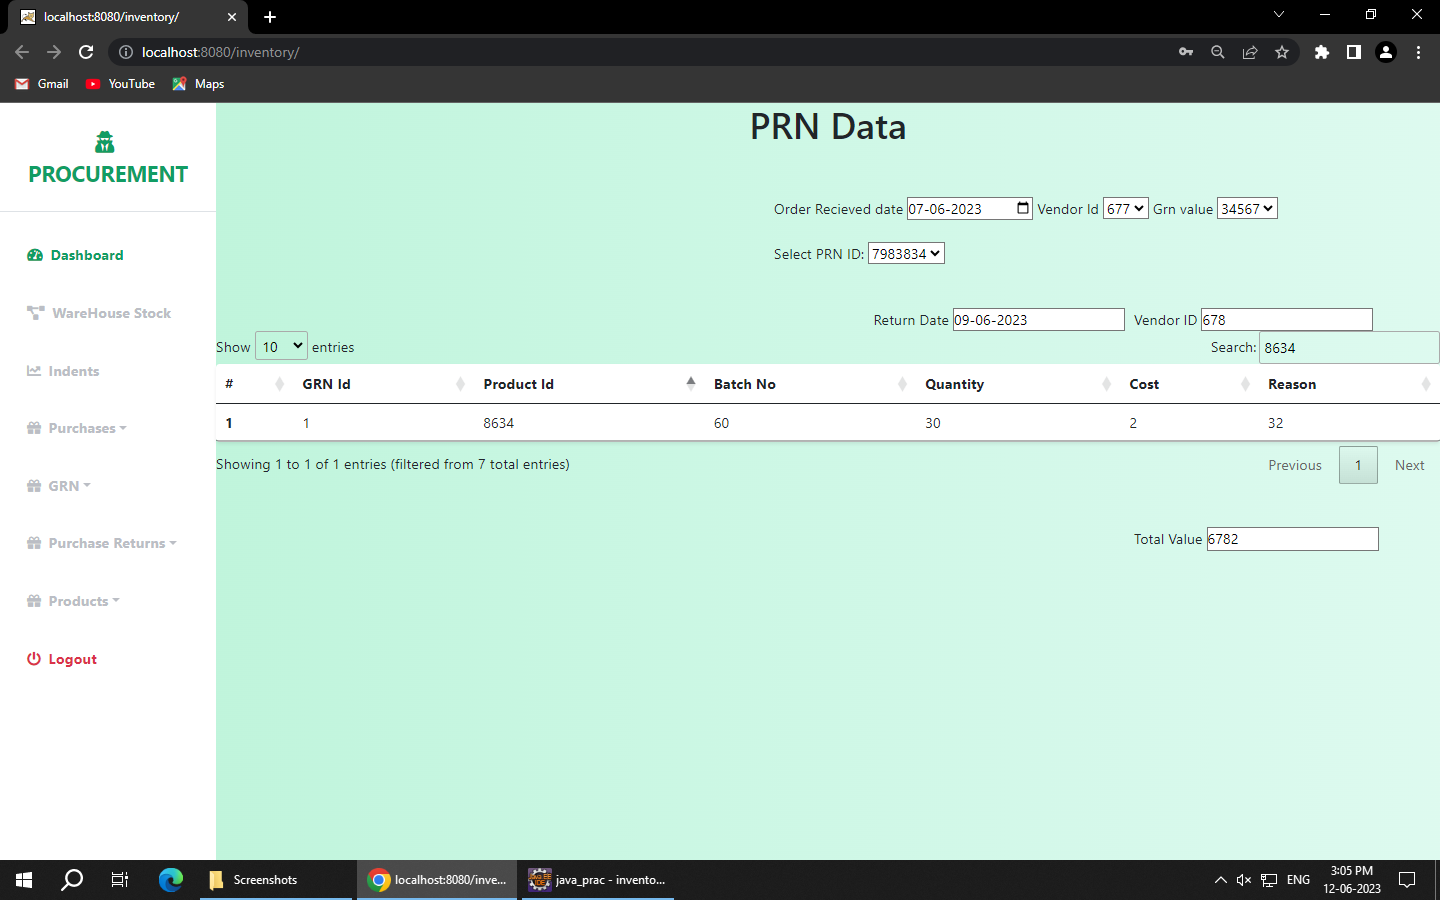 localhost:8080/inventory/
localhost:8080/inventory/
Gmail YouTube Maps
PROCUREMENT
Dashboard
WareHouse Stock
Indents
Purchases
GRN
Purchase Returns
Products
Logout
PRN Data
Order Recieved date 07-06-2023 Vendor Id 677 Grn value 34567
Select PRN ID: 7983834
Return Date 09-06-2023 Vendor ID 678
Show 10 entries Search: 8634
# GRN Id Product Id Batch No Quantity Cost Reason
1 1 8634 60 30 2 32
Showing 1 to 1 of 1 entries (filtered from 7 total entries) Previous 1 Next
Total Value 6782
Screenshots localhost:8080/inve... java_prac - invento... ENG 3:05 PM
12-06-2023